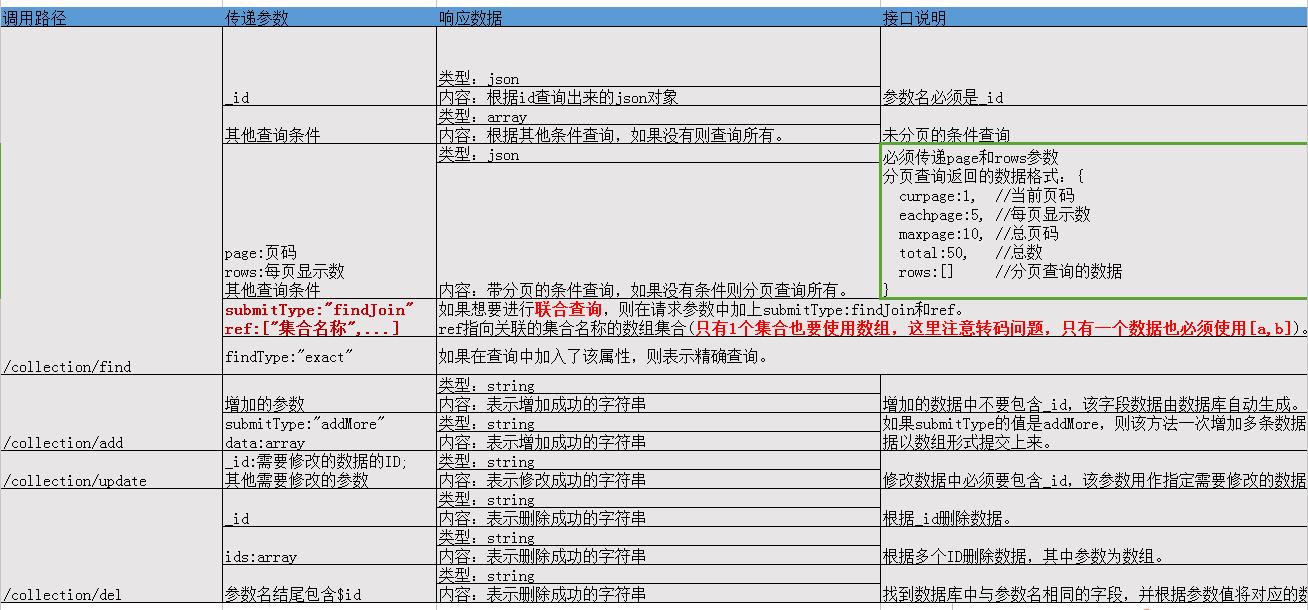 调用路径 传递参数 响应数据 接口说明
类型：json
_id 内容：根据id查询出来的json对象 参数名必须是_id
类型：array
其他查询条件 内容：根据其他条件查询，如果没有则查询所有。 未分页的条件查询
类型：json 必须传递page和rows参数
分页查询返回的数据格式：{
curpage:1, //当前页码
eachpage:5, //每页显示数
maxpage:10, //总页码
total:50, //总数
page:页码
rows:每页显示数 rows:[] //分页查询的数据
其他查询条件 内容：带分页的条件查询，如果没有条件则分页查询所有。 }
submitType:"findJoin" 如果想要进行联合查询，则在请求参数中加上submitType:findJoin和ref。
ref:["集合名称",...] ref指向关联的集合名称的数组集合(只有1个集合也要使用数组，这里注意转码问题，只有一个数据也必须使用[a,b])。
findType:"exact" 如果在查询中加入了该属性，则表示精确查询。
/collection/find
类型：string
增加的参数 内容：表示增加成功的字符串 增加的数据中不要包含_id，该字段数据由数据库自动生成。
submitType:"addMore" 类型：string 如果submitType的值是addMore，则该方法一次增加多条数据
/collection/add data:array 内容：表示增加成功的字符串 据以数组形式提交上来。
_id:需要修改的数据的ID; 类型：string
/collection/update 其他需要修改的参数 内容：表示修改成功的字符串 修改数据中必须要包含_id，该参数用作指定需要修改的数据
类型：string
_id 内容：表示删除成功的字符串 根据_id删除数据。
类型：string
ids:array 内容：表示删除成功的字符串 根据多个ID删除数据，其中参数为数组。
类型：string
/collection/del 参数名结尾包含$id 内容：表示删除成功的字符串 找到数据库中与参数名相同的字段，并根据参数值将对应的